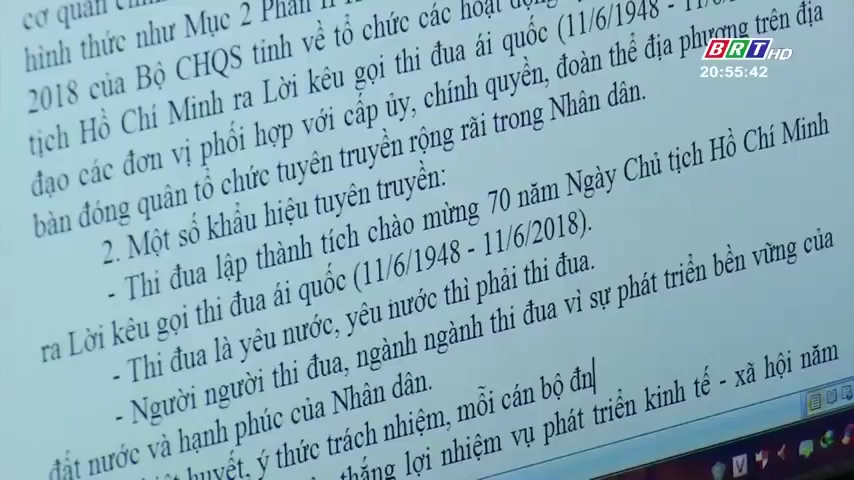 cơ quan
hình thức như Mục 2 Phần
2018 của Bộ CHQS tỉnh về tổ chức các hoạt động
tịch Hồ Chí Minh ra Lời kêu gọi thi đua ái quốc (11/6/1948 -
đạo các đơn vị phối hợp với cấp ủy, chính quyền, đoàn thể địa phương trên địa
bàn đóng quân tổ chức tuyên truyền rộng rãi trong Nhân dân.
2. Một số khẩu hiệu tuyên truyền:
- Thi đua lập thành tích chào mừng 70 năm Ngày Chủ tịch Hồ Chí Minh
ra Lời kêu gọi thi đua ái quốc (11/6/1948 - 11/6/2018).
- Thi đua là yêu nước, yêu nước thì phải thi đua.
- Người người thi đua, ngành ngành thi đua vì sự phát triển bền vững của
đất nước và hạnh phúc của Nhân dân.
huyết, ý thức trách nhiệm, mỗi cán bộ đn
thắng lợi nhiệm vụ phát triển kinh tế - xã hội năm
BRT HD
20:55:42
V